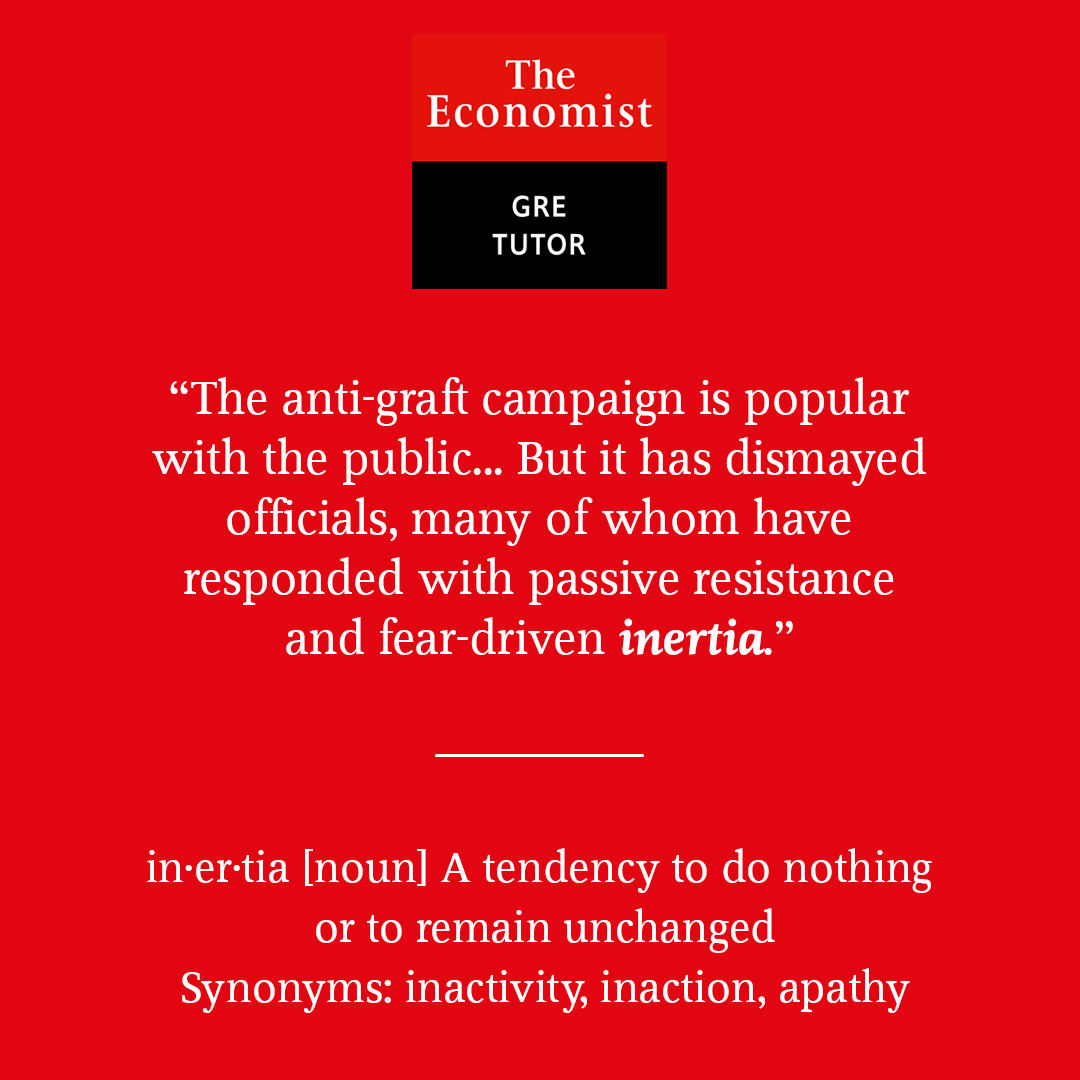 The
Economist
GRE
TUTOR
“The anti-graft campaign is popular
with the public... But it has dismayed
officials, many of whom have
responded with passive resistance
and fear-driven inertia.”
in·er·tia [noun] A tendency to do nothing
or to remain unchanged
Synonyms: inactivity, inaction, apathy